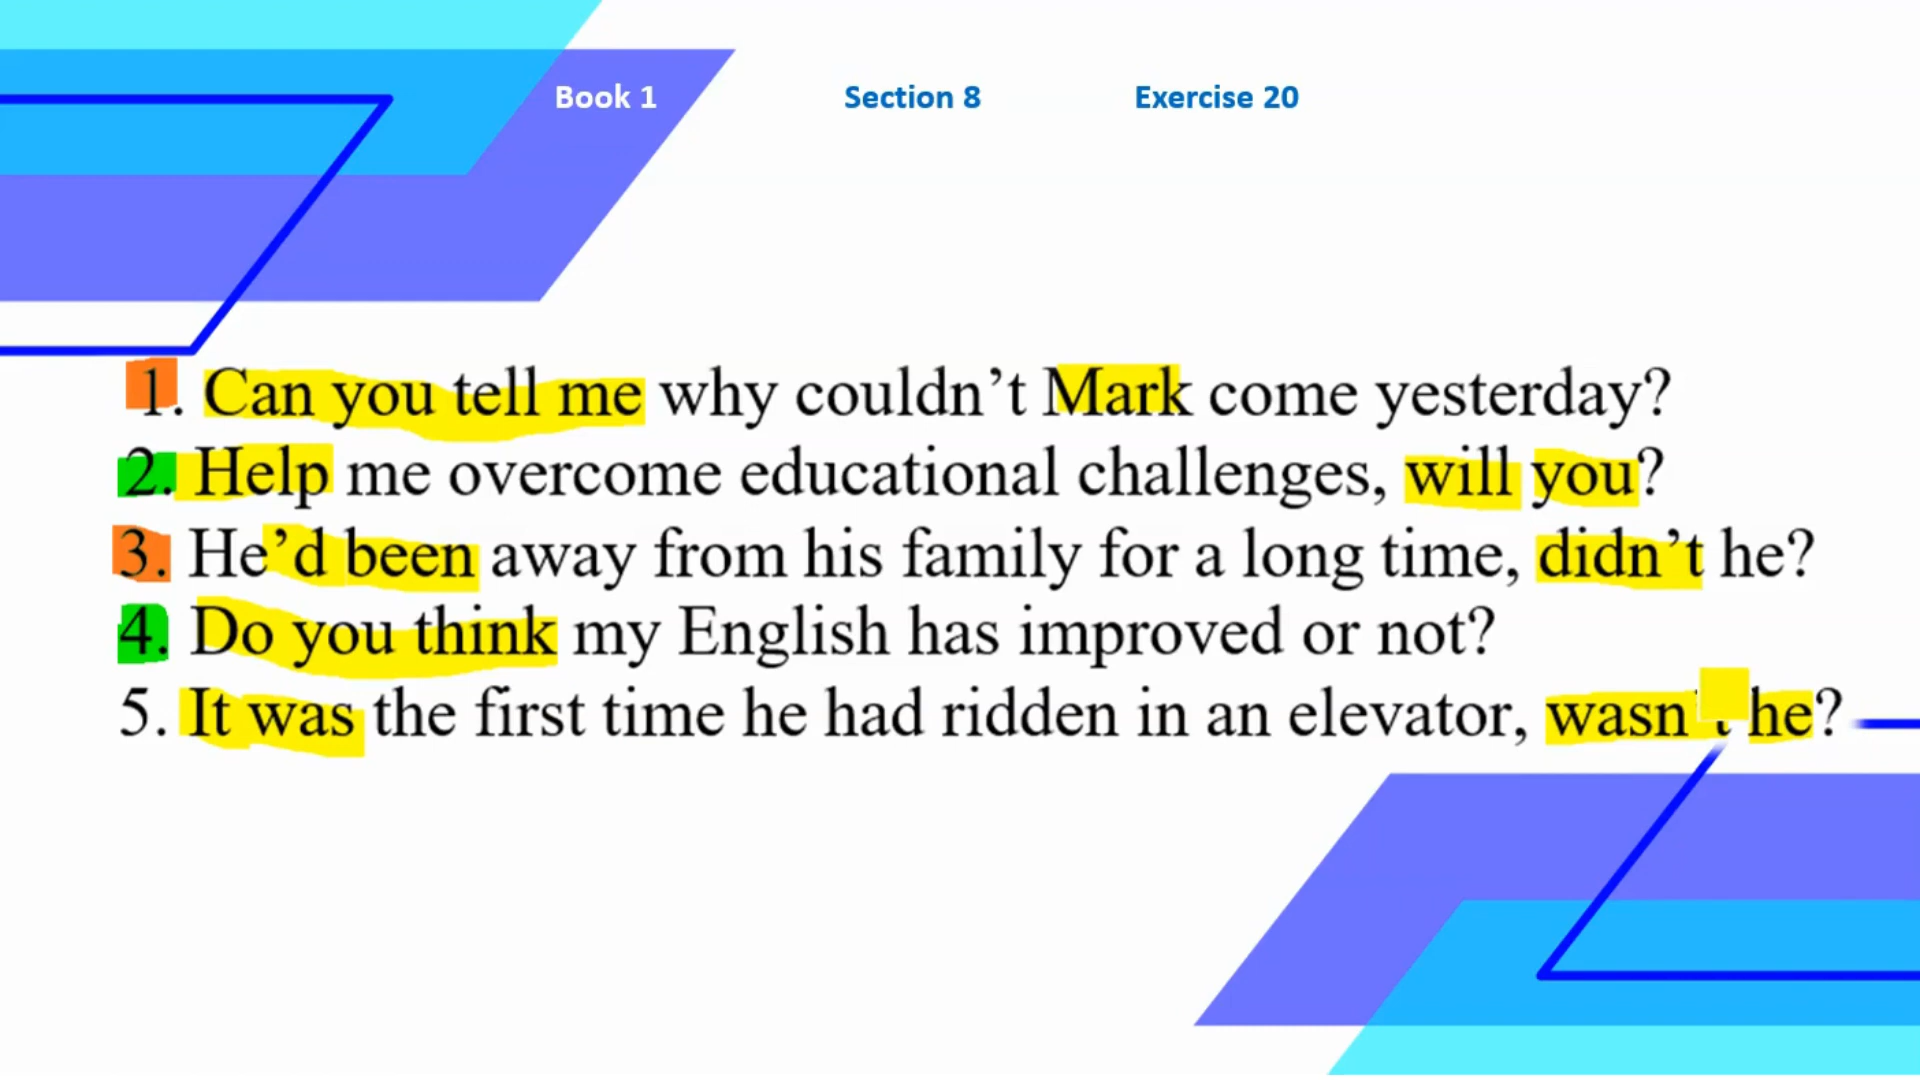 Book 1 Section 8 Exercise 20
1. Can you tell me why couldn’t Mark come yesterday?
2. Help me overcome educational challenges, will you?
3. He’d been away from his family for a long time, didn’t he?
4. Do you think my English has improved or not?
5. It was the first time he had ridden in an elevator, wasn’t he?